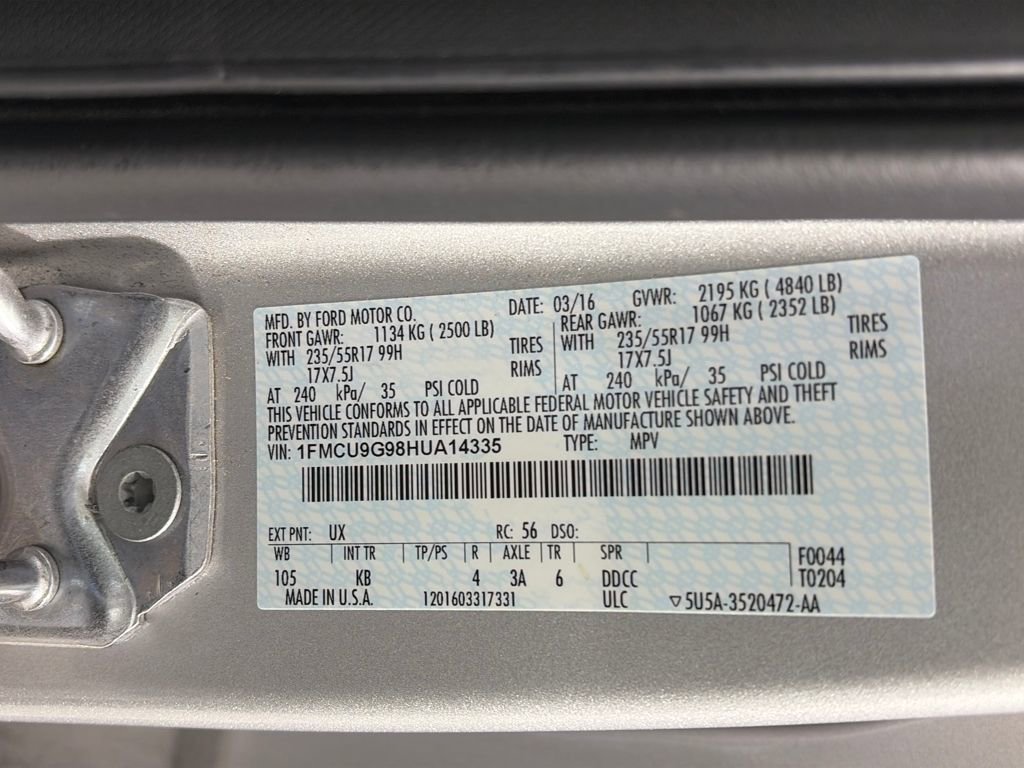 MFD. BY FORD MOTOR CO. DATE: 03/16 GVWR: 2195 KG ( 4840 LB)
FRONT GAWR: 1134 KG ( 2500 LB) REAR GAWR: 1067 KG ( 2352 LB)
WITH 235/55R17 99H TIRES WITH 235/55R17 99H TIRES
17X7.5J RIMS 17X7.5J RIMS
AT 240 kPa/ 35 PSI COLD AT 240 kPa/ 35 PSI COLD
THIS VEHICLE CONFORMS TO ALL APPLICABLE FEDERAL MOTOR VEHICLE SAFETY AND THEFT
PREVENTION STANDARDS IN EFFECT ON THE DATE OF MANUFACTURE SHOWN ABOVE.
VIN: 1FMCU9G98HUA14335 TYPE: MPV
EXT PNT: UX RC: 56 DSO:
WB INT TR TP/PS R AXLE TR SPR F0044
105 KB 4 3A 6 DDCC T0204
MADE IN U.S.A. 1201603317331 ULC ▽5U5A-3520472-AA